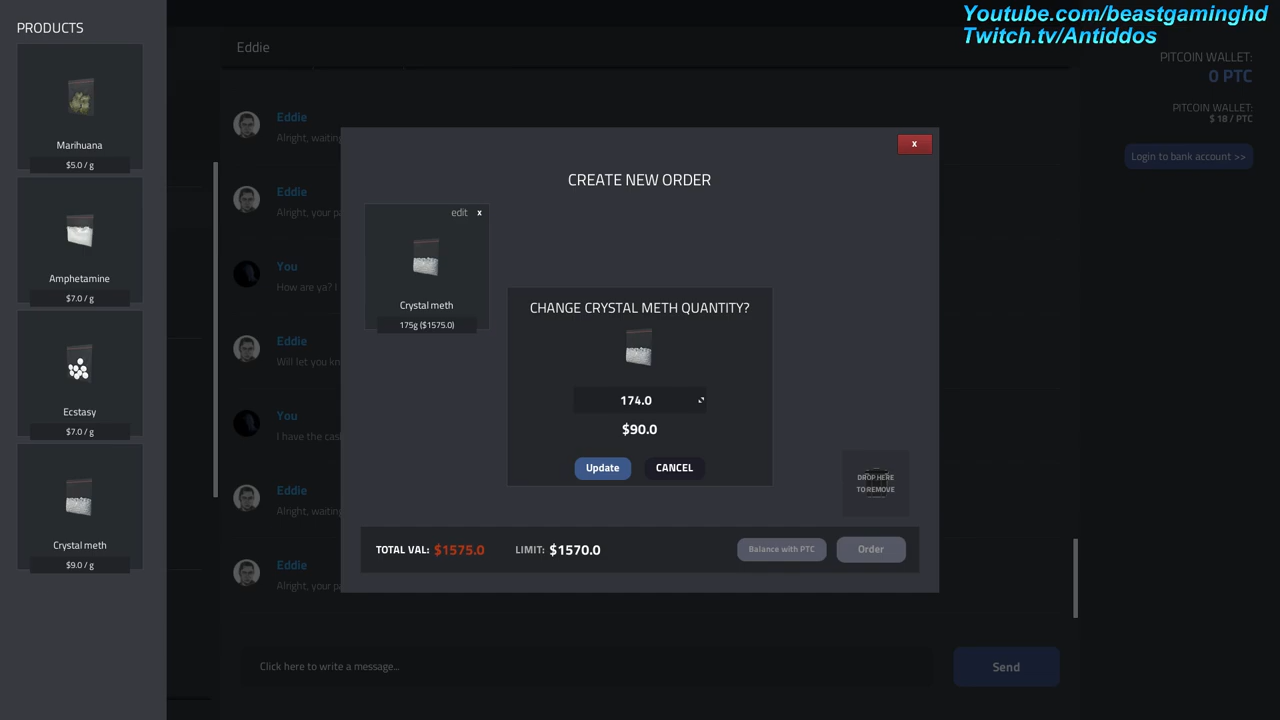 Youtube.com/beastgaminghd
Twitch.tv/Antiddos
PRODUCTS
Marihuana
$5.0 / g
Amphetamine
$7.0 / g
Ecstasy
$7.0 / g
Crystal meth
$9.0 / g
Eddie
Eddie
Alright, waiting
Eddie
Alright, your pa
You
How are ya? I
Eddie
Will let you kn
You
I have the cas
Eddie
Alright, waiting
Eddie
Alright, your pa
x
CREATE NEW ORDER
edit x
Crystal meth
175g ($1575.0)
CHANGE CRYSTAL METH QUANTITY?
174.0
$90.0
Update CANCEL
DROP HERE
TO REMOVE
TOTAL VAL: $1575.0 LIMIT: $1570.0 Balance with PTC Order
Click here to write a message... Send
PITCOIN WALLET:
0 PTC
PITCOIN WALLET:
$ 18 / PTC
Login to bank account >>